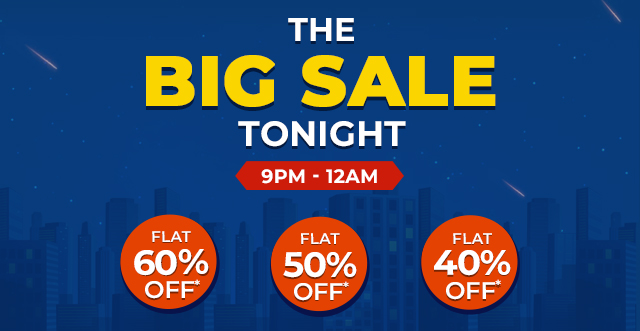 THE
BIG SALE
TONIGHT
9PM - 12AM
FLAT
60%
OFF*
FLAT
50%
OFF*
FLAT
40%
OFF*